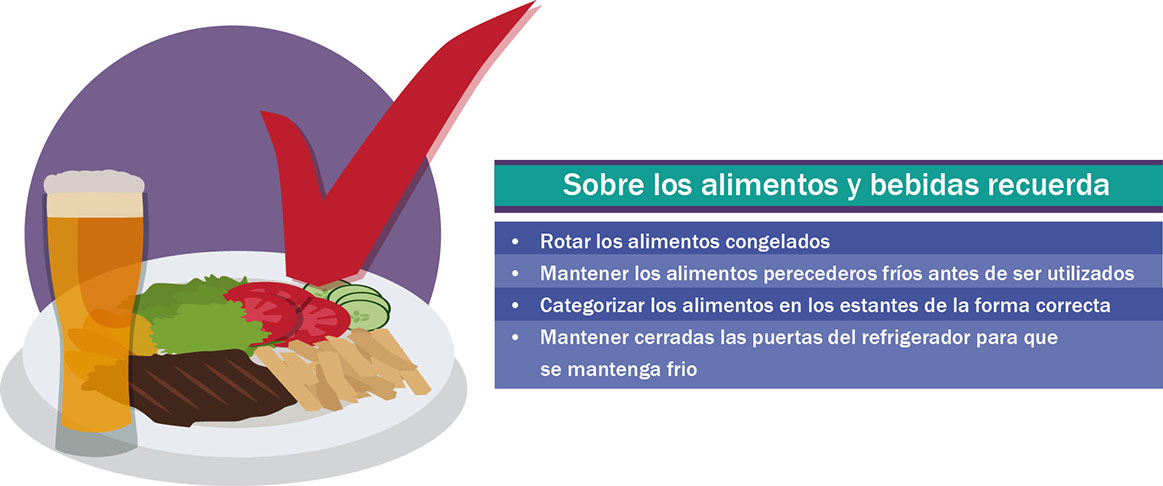 Sobre los alimentos y bebidas recuerda
• Rotar los alimentos congelados
• Mantener los alimentos perecederos fríos antes de ser utilizados
• Categorizar los alimentos en los estantes de la forma correcta
• Mantener cerradas las puertas del refrigerador para que
se mantenga frio